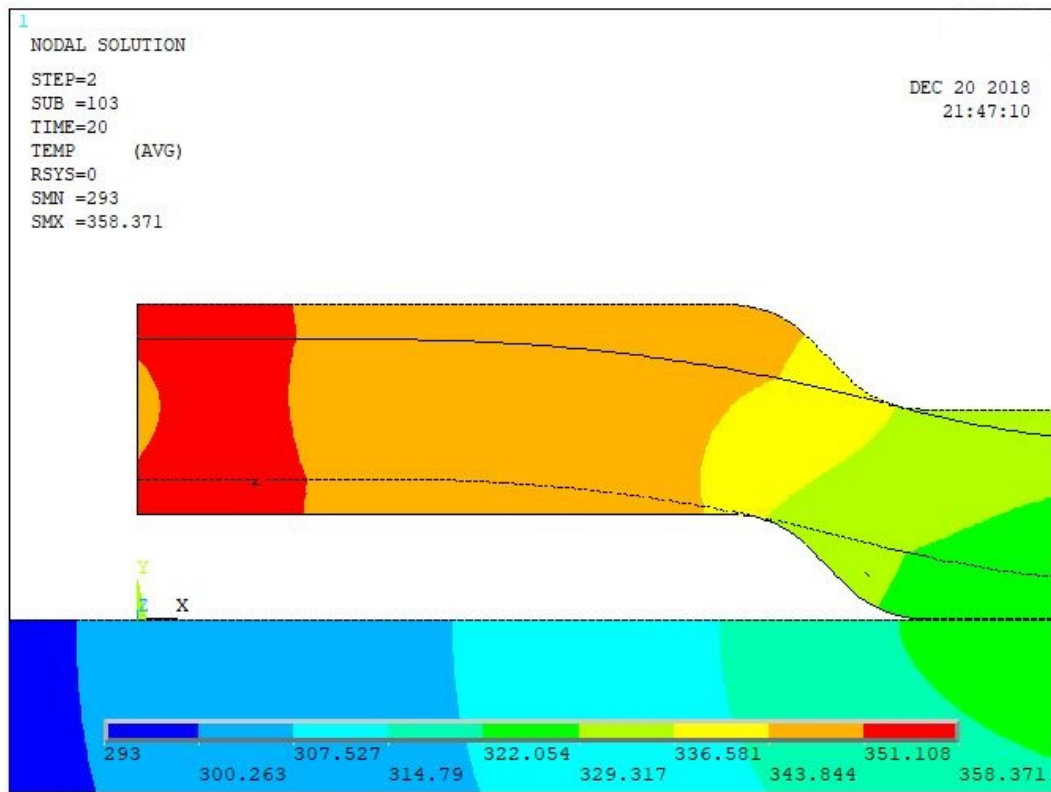 1
NODAL SOLUTION
STEP=2
SUB =103
TIME=20
TEMP (AVG)
RSYS=0
SMN =293
SMX =358.371
DEC 20 2018
21:47:10
Y
Z X
293 307.527 322.054 336.581 351.108
300.263 314.79 329.317 343.844 358.371